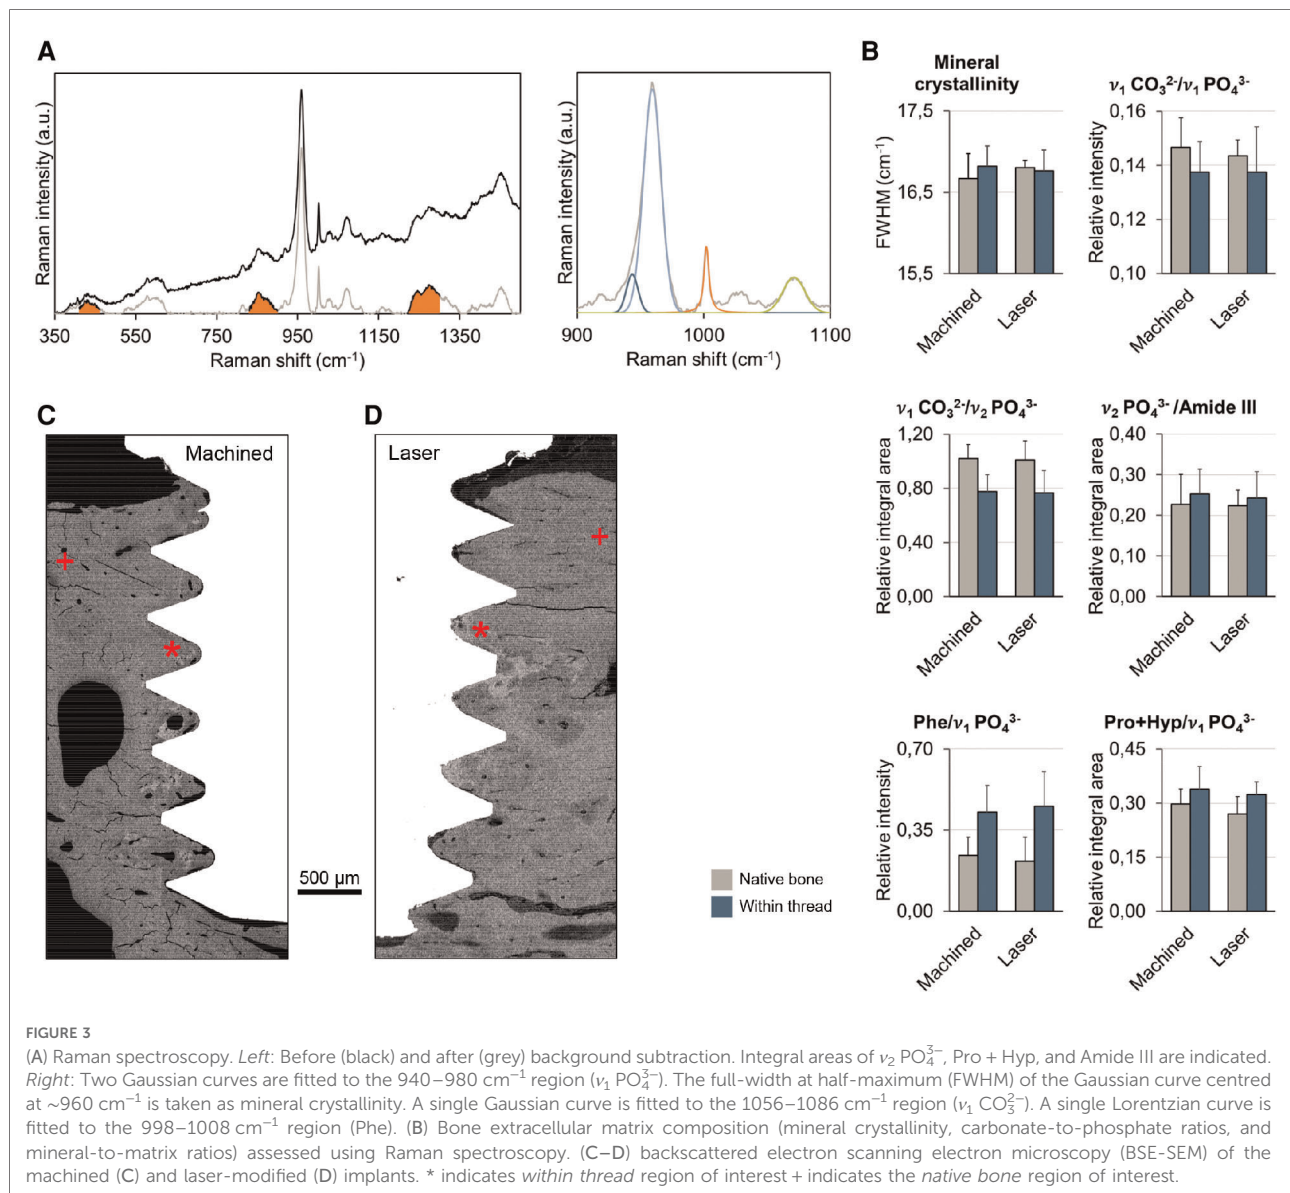 A
Raman intensity (a.u.)
350 550 750 950 1150 1350
Raman shift (cm⁻¹)
Raman intensity (a.u.)
900 1000 1100
Raman shift (cm⁻¹)
B
Mineral
crystallinity
FWHM (cm⁻¹)
17,5
16,5
15,5
Machined
Laser
ν₁ CO₃²⁻/ν₁ PO₄³⁻
Relative intensity
0,16
0,14
0,12
0,10
Machined
Laser
ν₁ CO₃²⁻/ν₂ PO₄³⁻
Relative integral area
1,20
0,80
0,40
0,00
Machined
Laser
ν₂ PO₄³⁻ /Amide III
Relative integral area
0,40
0,30
0,20
0,10
0,00
Machined
Laser
Phe/ν₁ PO₄³⁻
Relative intensity
0,70
0,35
0,00
Machined
Laser
Pro+Hyp/ν₁ PO₄³⁻
Relative integral area
0,45
0,30
0,15
0,00
Machined
Laser
Native bone
Within thread
C
Machined
+
*
500 µm
D
Laser
+
*
FIGURE 3
(A) Raman spectroscopy. Left: Before (black) and after (grey) background subtraction. Integral areas of ν₂ PO₄³⁻, Pro + Hyp, and Amide III are indicated.
Right: Two Gaussian curves are fitted to the 940–980 cm⁻¹ region (ν₁ PO₄³⁻). The full-width at half-maximum (FWHM) of the Gaussian curve centred
at ~960 cm⁻¹ is taken as mineral crystallinity. A single Gaussian curve is fitted to the 1056–1086 cm⁻¹ region (ν₁ CO₃²⁻). A single Lorentzian curve is
fitted to the 998–1008 cm⁻¹ region (Phe). (B) Bone extracellular matrix composition (mineral crystallinity, carbonate-to-phosphate ratios, and
mineral-to-matrix ratios) assessed using Raman spectroscopy. (C–D) backscattered electron scanning electron microscopy (BSE-SEM) of the
machined (C) and laser-modified (D) implants. * indicates within thread region of interest + indicates the native bone region of interest.